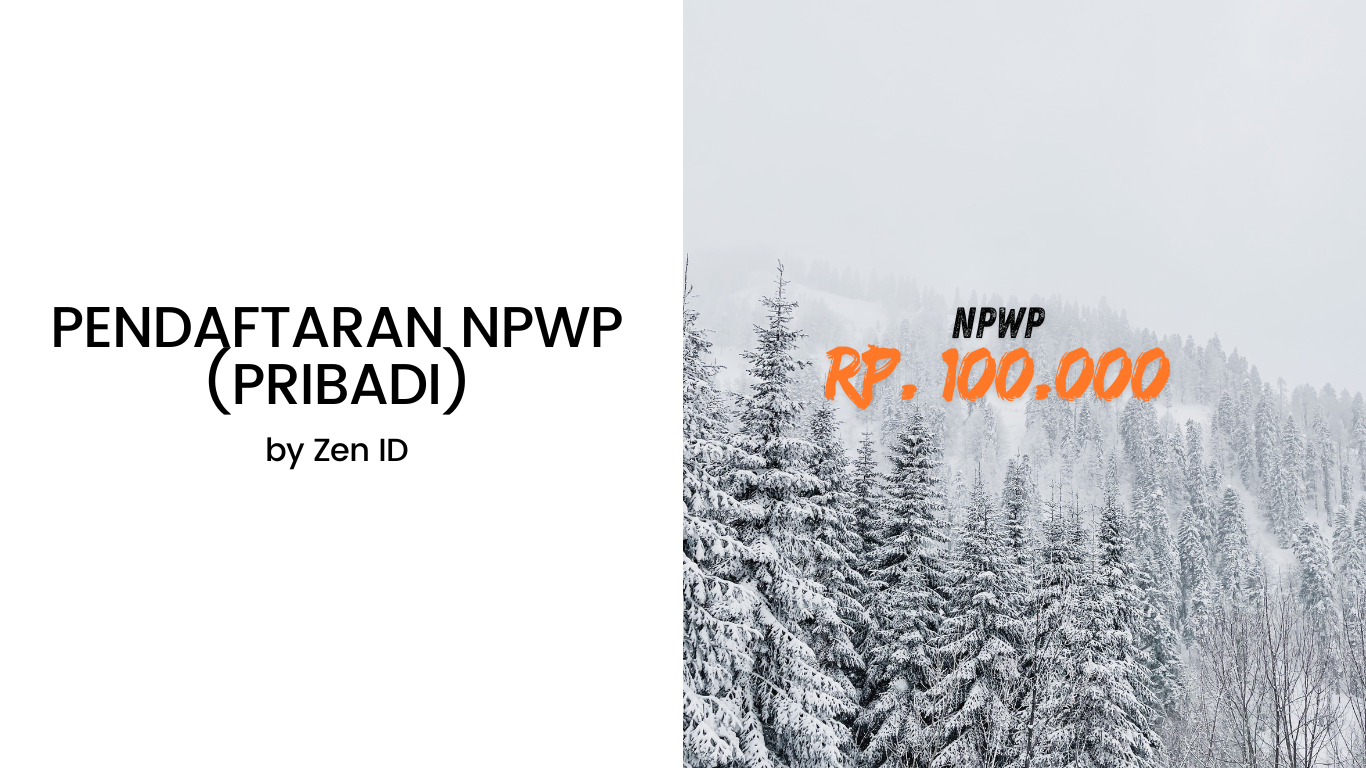 PENDAFTARAN NPWP
(PRIBADI)
by Zen ID
NPWP
RP. 100.000